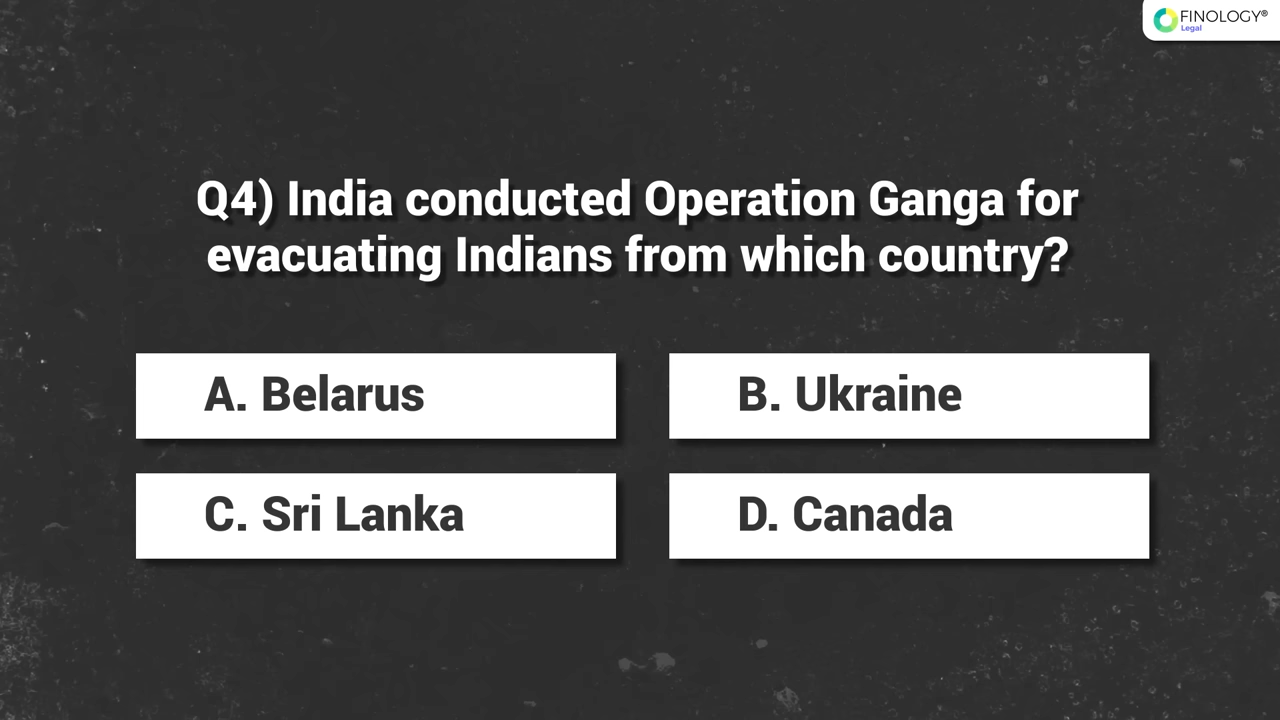 FINOLOGY®
Legal
Q4) India conducted Operation Ganga for
evacuating Indians from which country?
A. Belarus
B. Ukraine
C. Sri Lanka
D. Canada